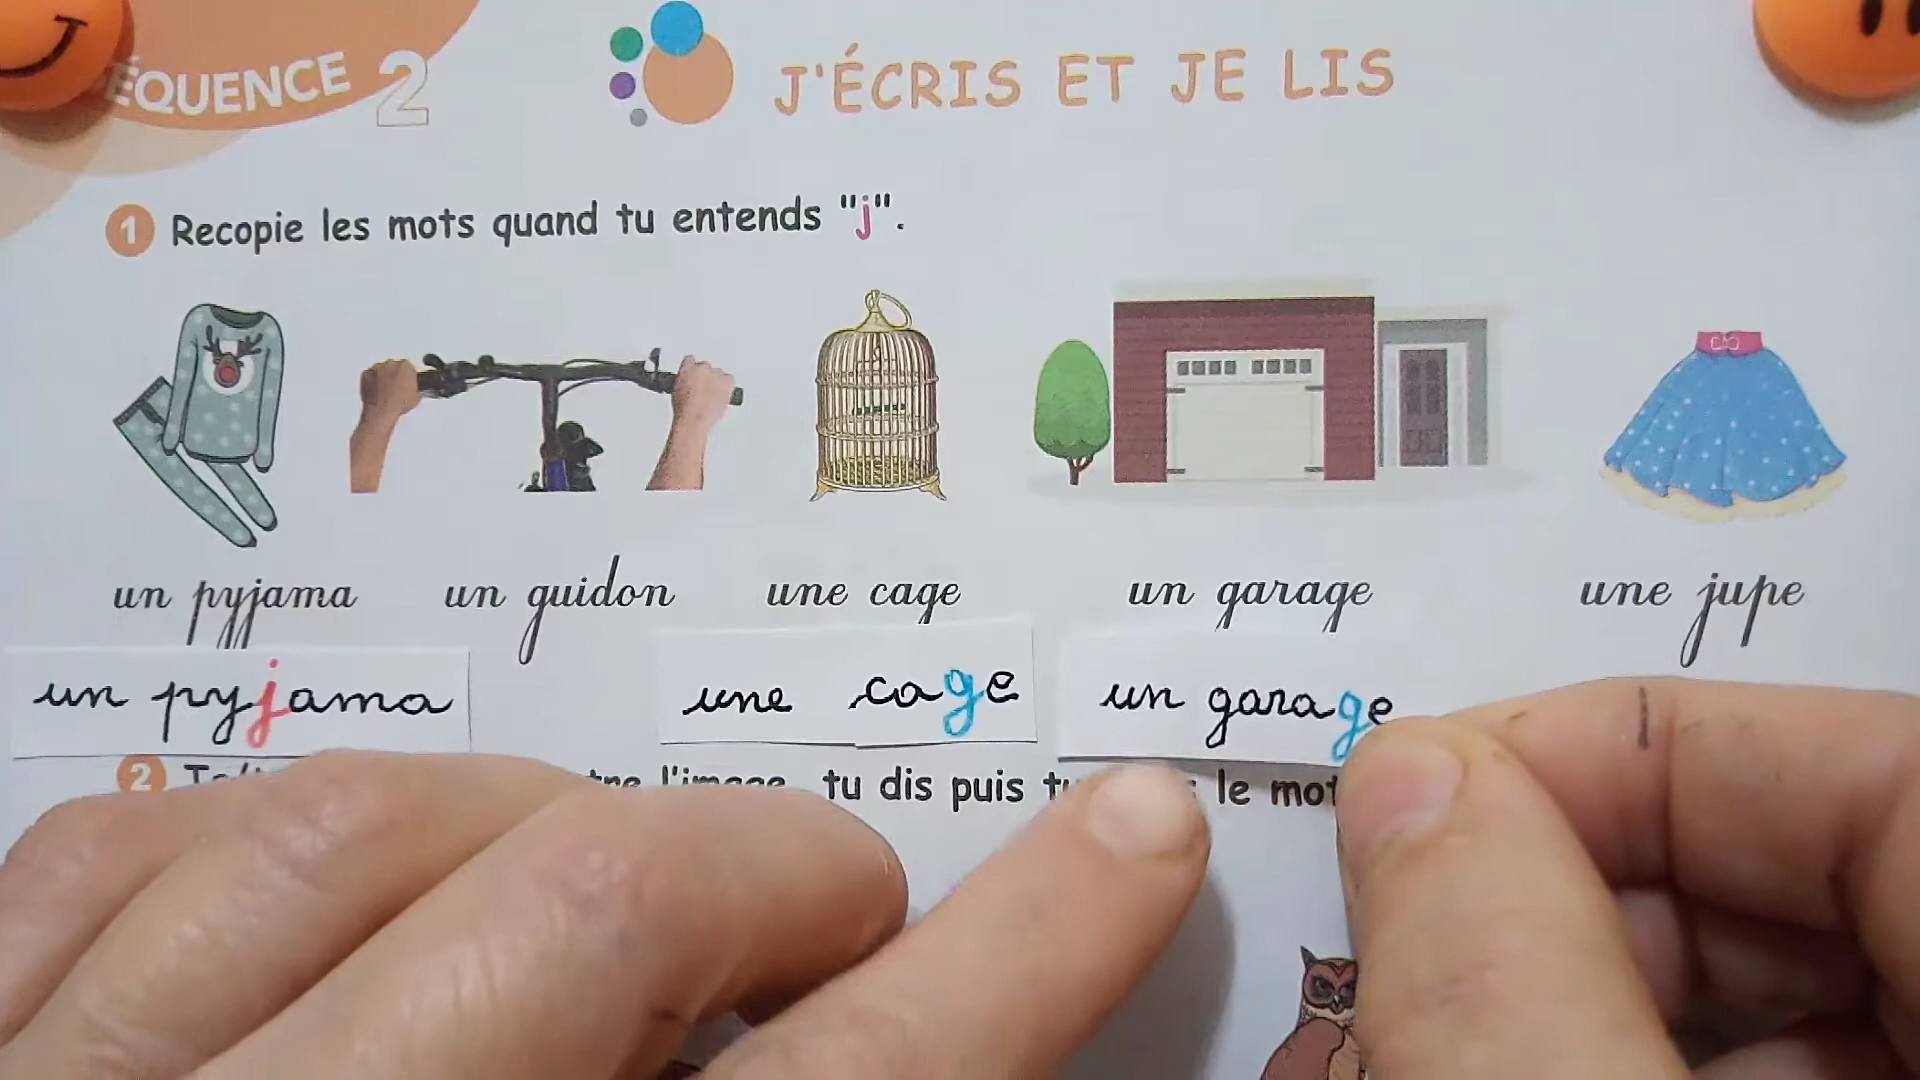 ÉQUENCE 2
J'ÉCRIS ET JE LIS
1 Recopie les mots quand tu entends "j".
un pyjama un guidon une cage un garage une jupe
un pyjama une cage un garage
2 l'image, tu dis puis le mot